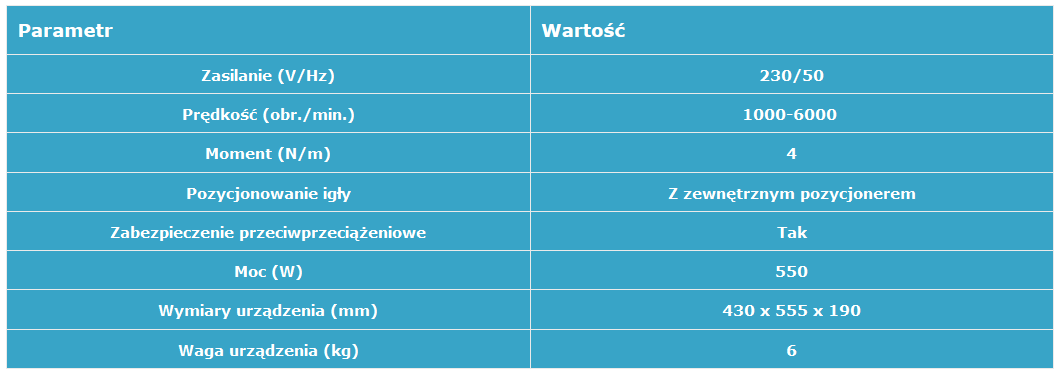 Parametr Wartość
Zasilanie (V/Hz) 230/50
Prędkość (obr./min.) 1000-6000
Moment (N/m) 4
Pozycjonowanie igły Z zewnętrznym pozycjonerem
Zabezpieczenie przeciwprzeciążeniowe Tak
Moc (W) 550
Wymiary urządzenia (mm) 430 x 555 x 190
Waga urządzenia (kg) 6